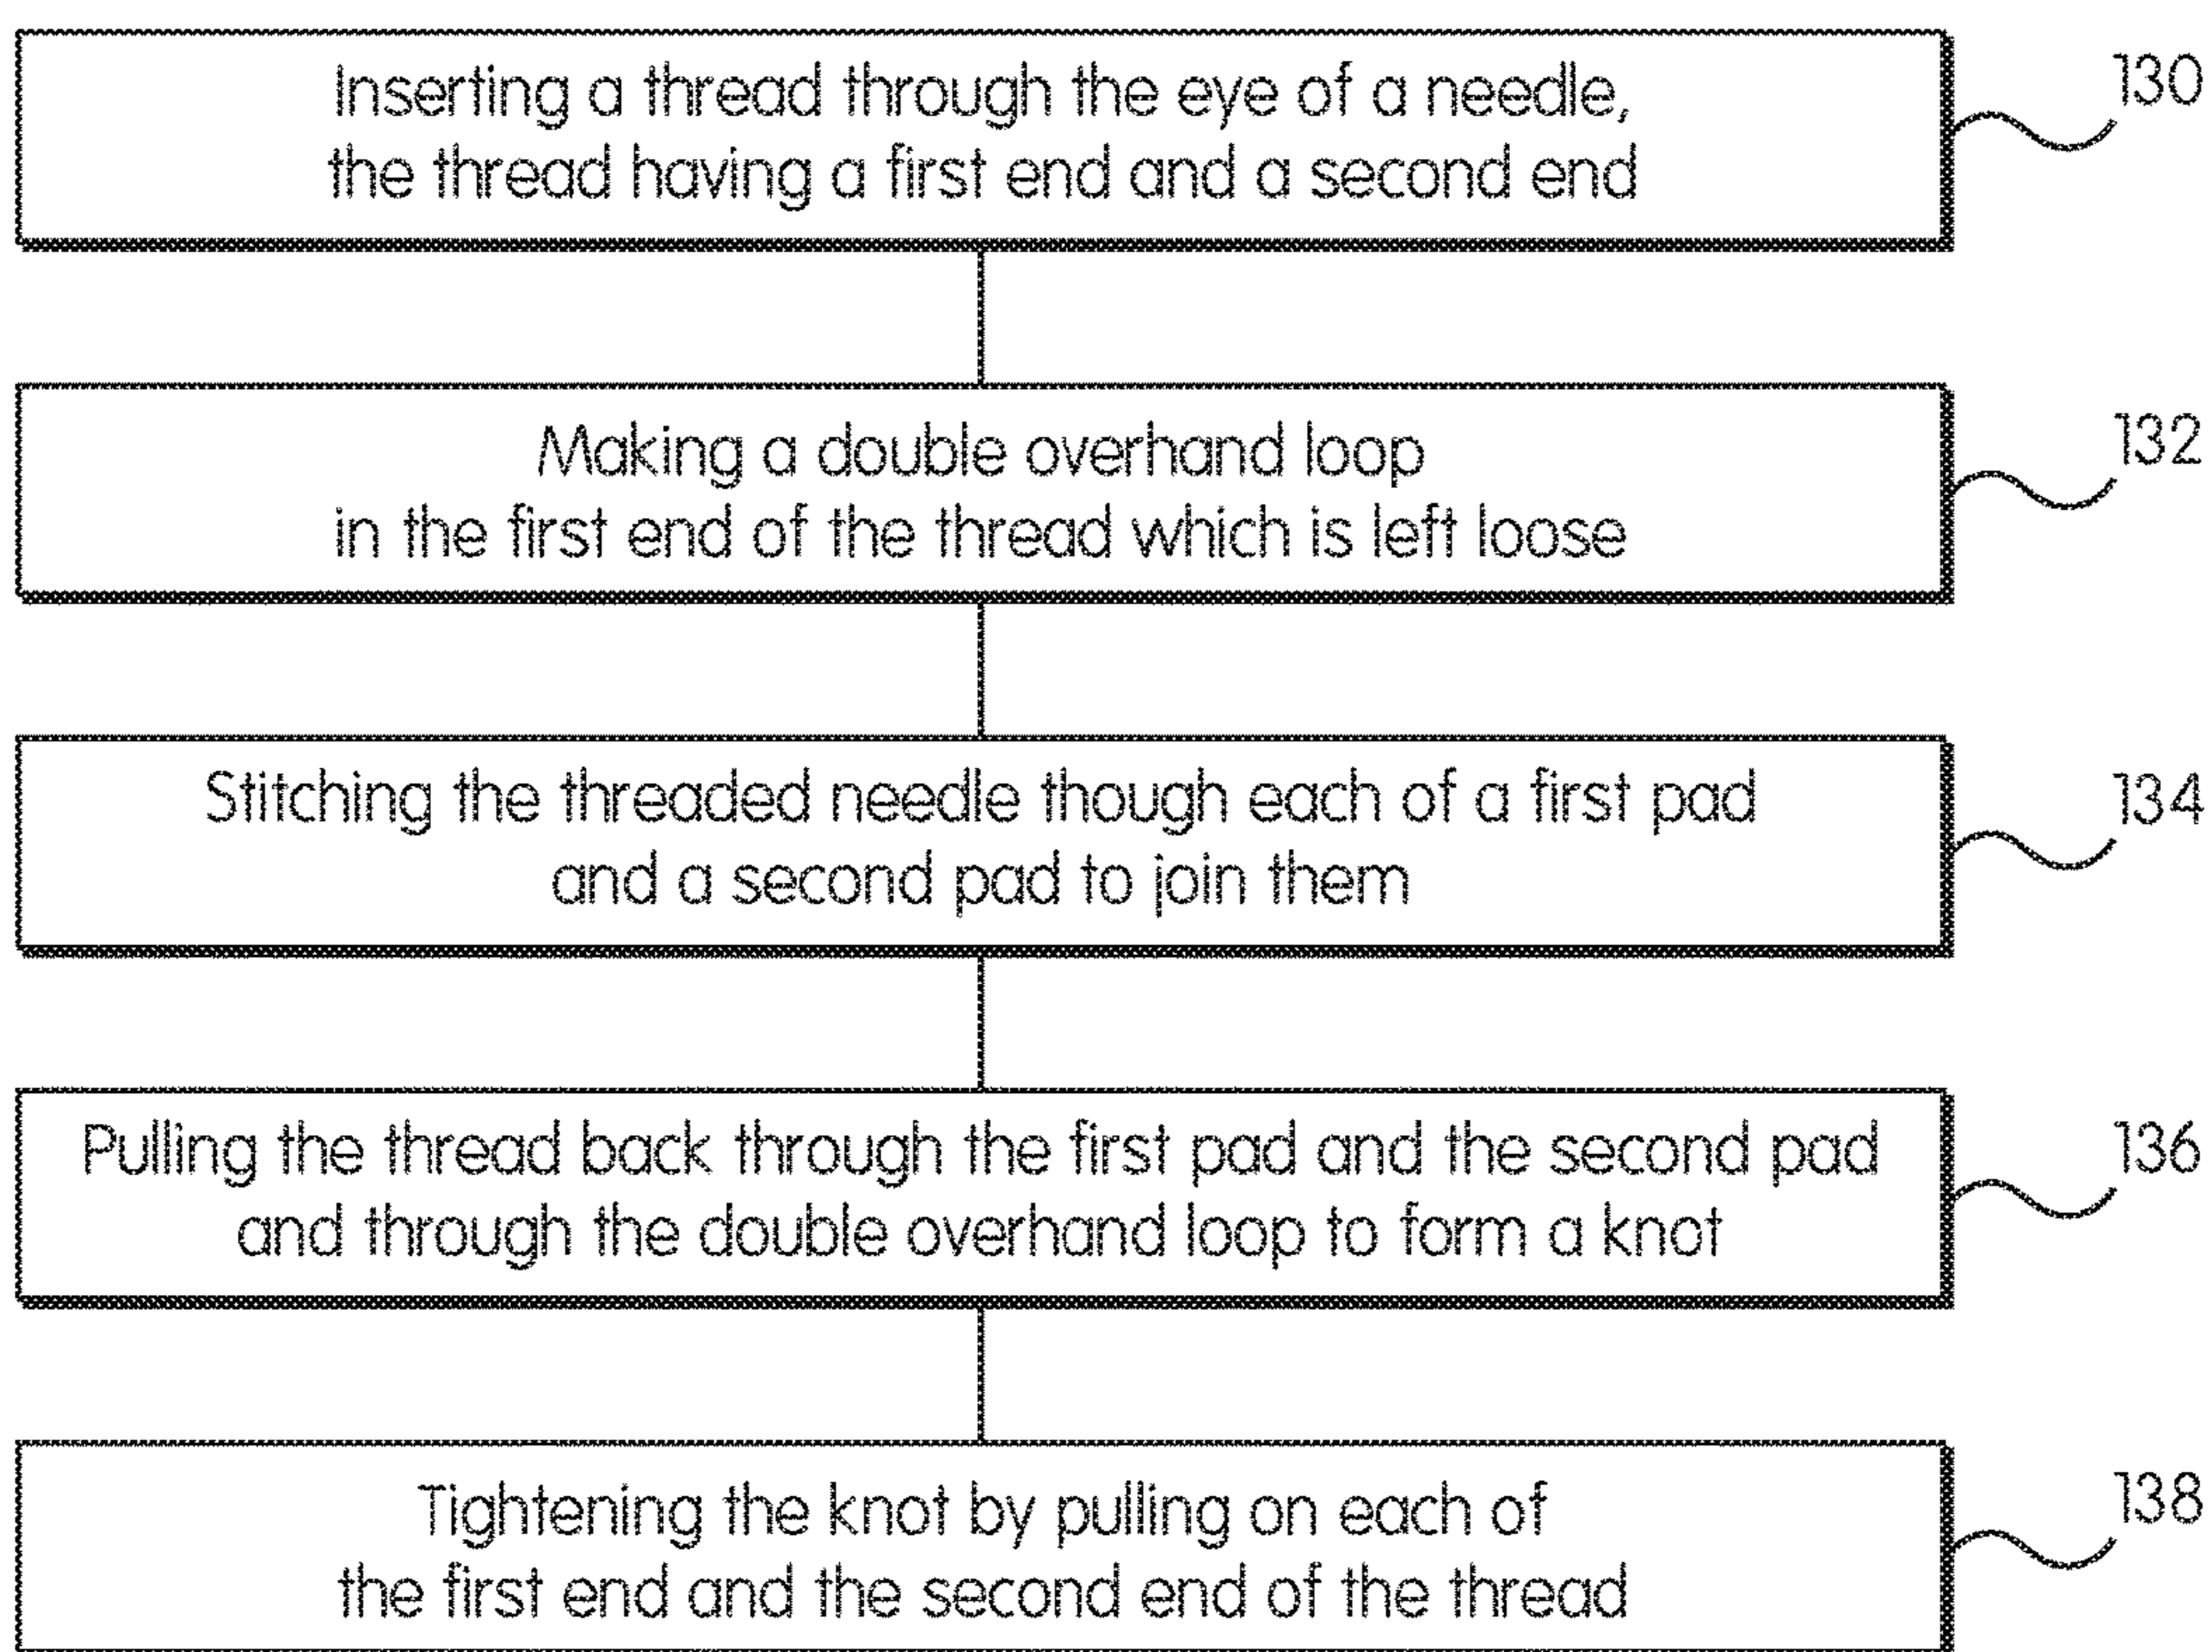 Inserting a thread through the eye of a needle,
the thread having a first end and a second end
130
Making a double overhand loop
in the first end of the thread which is left loose
132
Stitching the threaded needle though each of a first pad
and a second pad to join them
134
Pulling the thread back through the first pad and the second pad
and through the double overhand loop to form a knot
136
Tightening the knot by pulling on each of
the first end and the second end of the thread
138